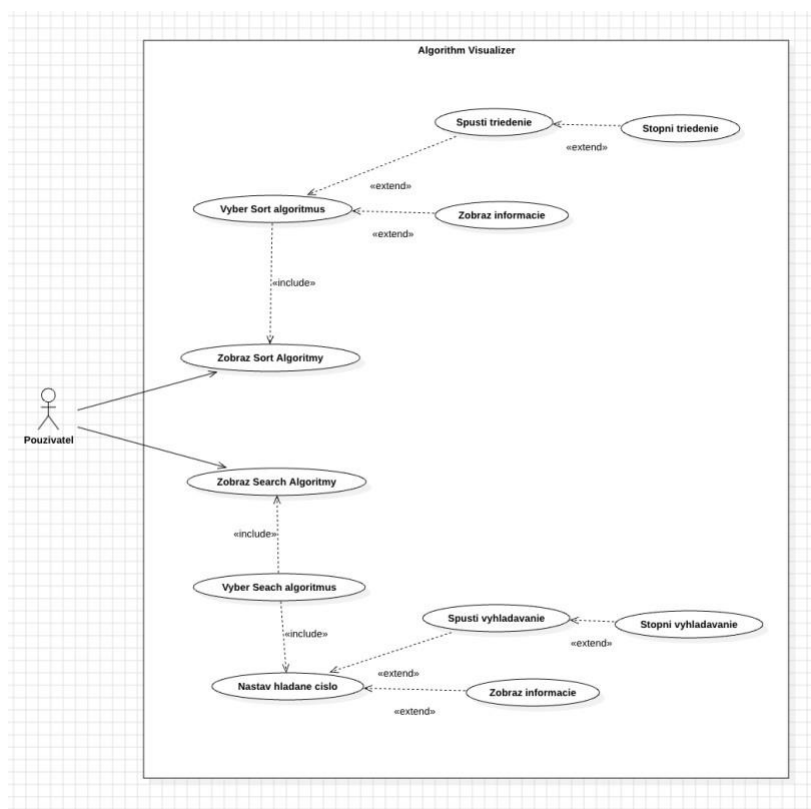 Algorithm Visualizer
Spusti triedenie
Stopni triedenie
«extend»
«extend»
Vyber Sort algoritmus
Zobraz informacie
«extend»
«include»
Zobraz Sort Algoritmy
Pouzivatel
Zobraz Search Algoritmy
«include»
Vyber Seach algoritmus
Spusti vyhladavanie
Stopni vyhladavanie
«include»
«extend»
«extend»
Nastav hladane cislo
Zobraz informacie
«extend»